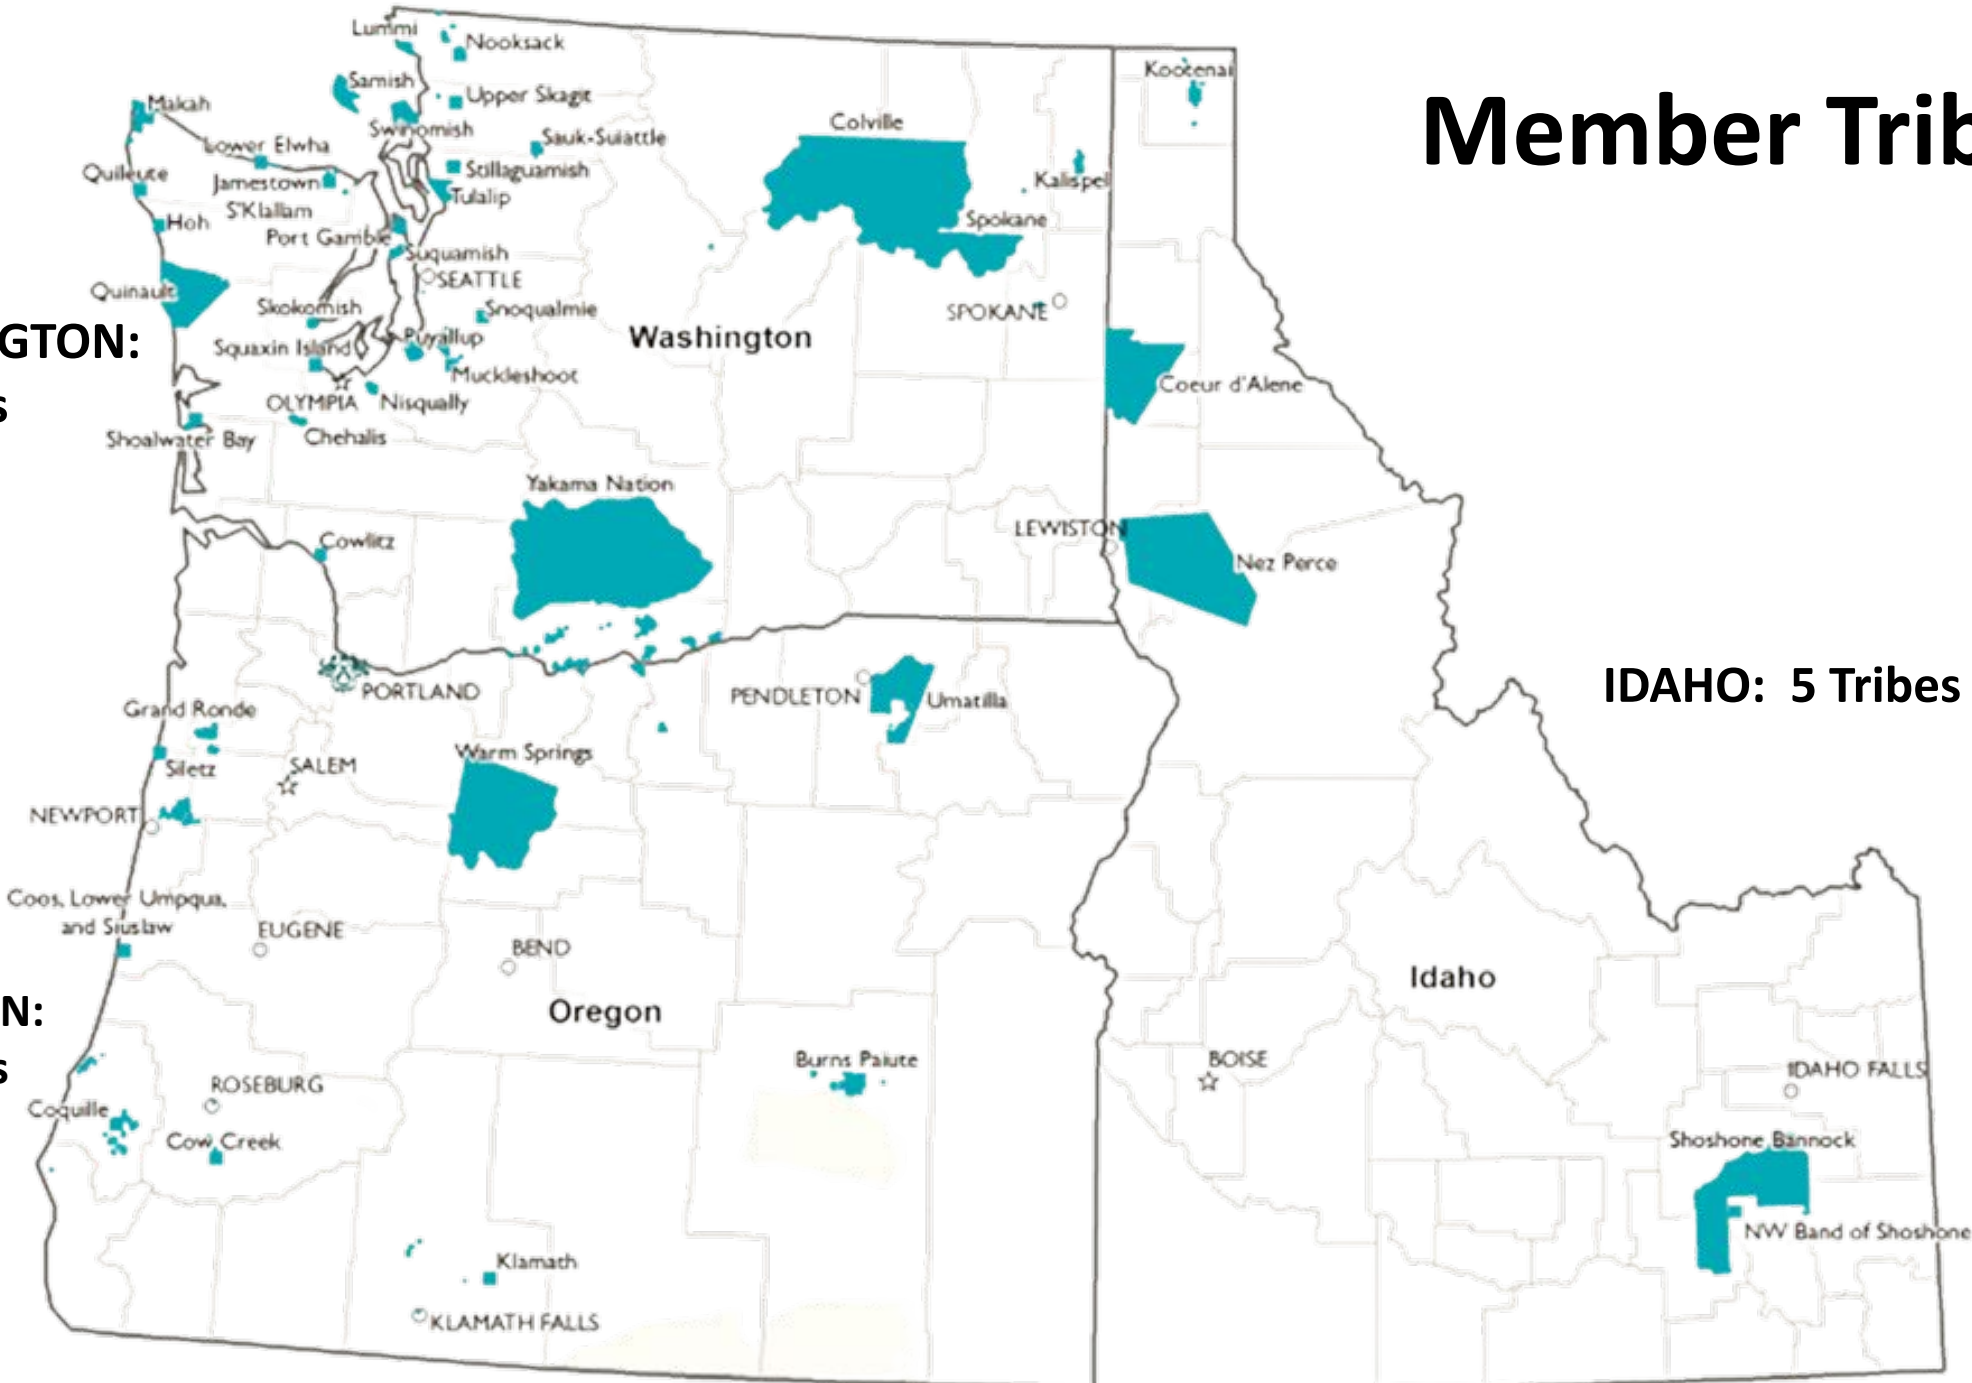 Member Trib
Lummi
Nooksack
Kootenai
Samish
Upper Skagit
Makah
Swinomish
Colville
Lower Elwha
Sauk-Suiattle
Quileute
Jamestown
S'Klallam
Stillaguamish
Kalispel
Tulalip
Hoh
Port Gamble
Spokane
Suquamish
SEATTLE
Quinault
Skokomish
Snoqualmie
SPOKANE
GTON:
Squaxin Island
Puyallup
Washington
Muckleshoot
Coeur d'Alene
s
OLYMPIA
Nisqually
Shoalwater Bay
Chehalis
Yakama Nation
LEWISTON
Cowlitz
Nez Perce
PORTLAND
PENDLETON
Umatilla
IDAHO: 5 Tribes
Grand Ronde
Warm Springs
Siletz
SALEM
NEWPORT
Coos, Lower Umpqua,
and Siuslaw
EUGENE
BEND
Idaho
N:
Oregon
s
Burns Paiute
BOISE
IDAHO FALLS
ROSEBURG
Coquille
Cow Creek
Shoshone Bannock
NW Band of Shoshone
Klamath
KLAMATH FALLS